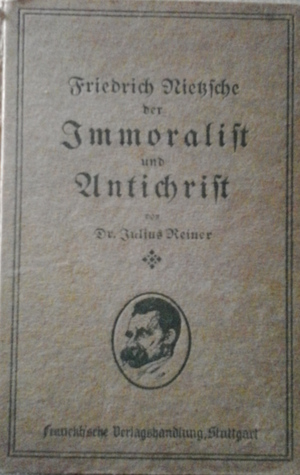 Friedrich Nietzsche
der
Immoralist
und
Antichrist
von
Dr. Julius Reiner
Franckhsche Verlagshandlung, Stuttgart